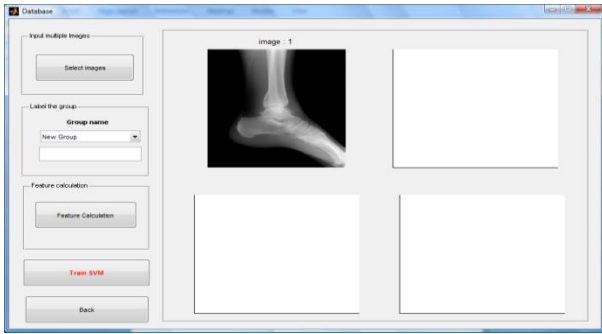 Database
Input multiple Images
Select images
Label the group
Group name
New Group
Feature calculation
Feature Calculation
Train SVM
Back
image : 1